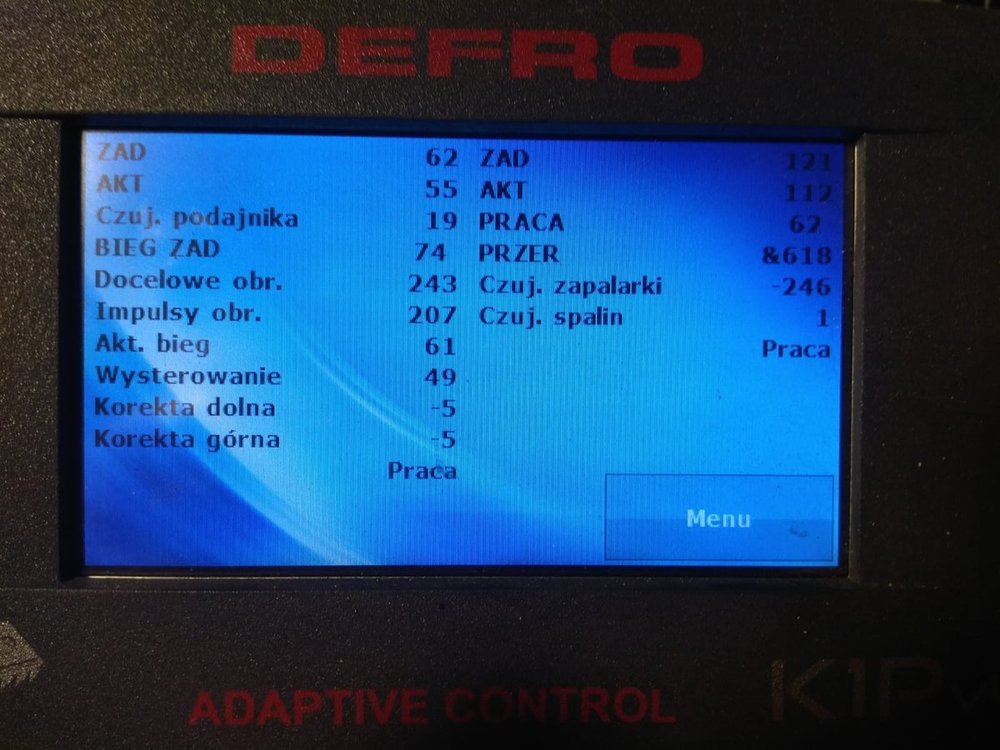 DEFRO
ZAD 62 ZAD 121
AKT 55 AKT 112
Czuj. podajnika 19 PRACA 62
BIEG ZAD 74 PRZER &618
Docelowe obr. 243 Czuj. zapalarki -246
Impulsy obr. 207 Czuj. spalin 1
Akt. bieg 61 Praca
Wysterowanie 49
Korekta dolna -5
Korekta górna -5
Praca
Menu
ADAPTIVE CONTROL K1P